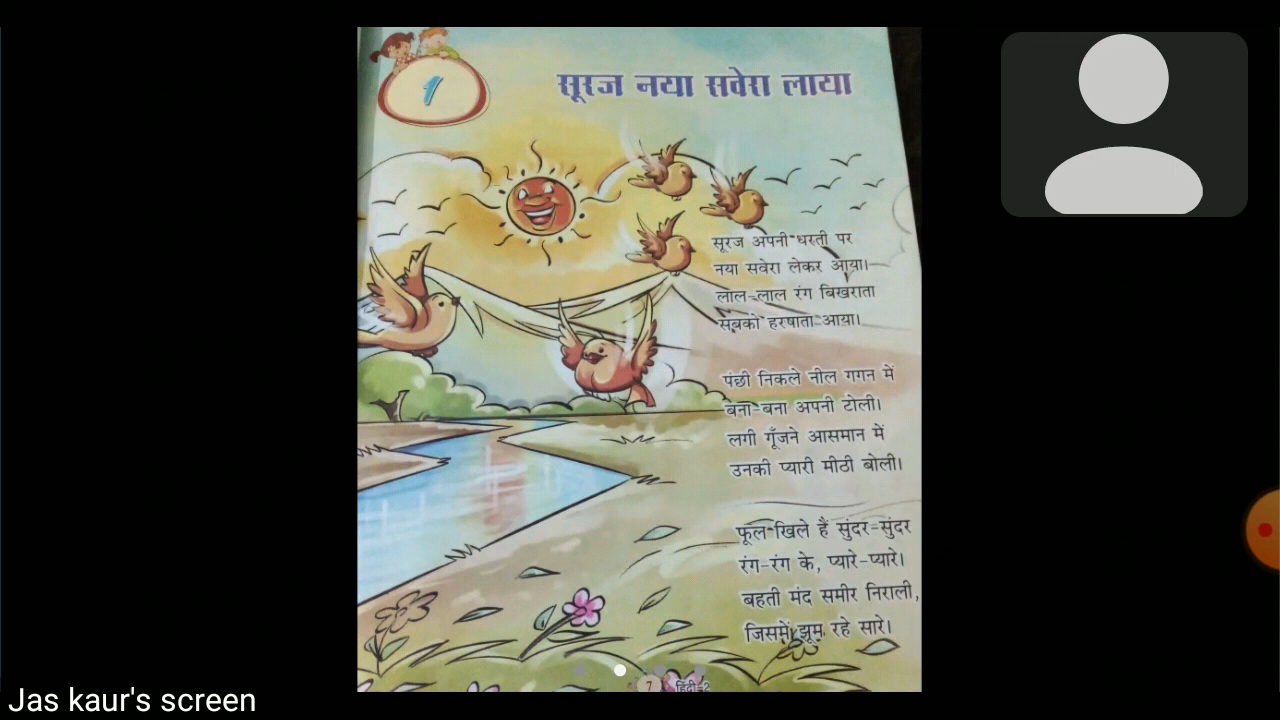 1
सूरज नया सवेरा लाया
सूरज अपनी धरती पर
नया सवेरा लेकर आया।
लाल-लाल रंग बिखराता
सबको हरषाता आया।
पंछी निकले नील गगन में
बना-बना अपनी टोली।
लगी गूँजने आसमान में
उनकी प्यारी मीठी बोली।
फूल खिले हैं सुंदर-सुंदर
रंग-रंग के, प्यारे-प्यारे।
बहती मंद समीर निराली,
जिसमें झूम रहे सारे।
7 हिंदी-2
Jas kaur's screen